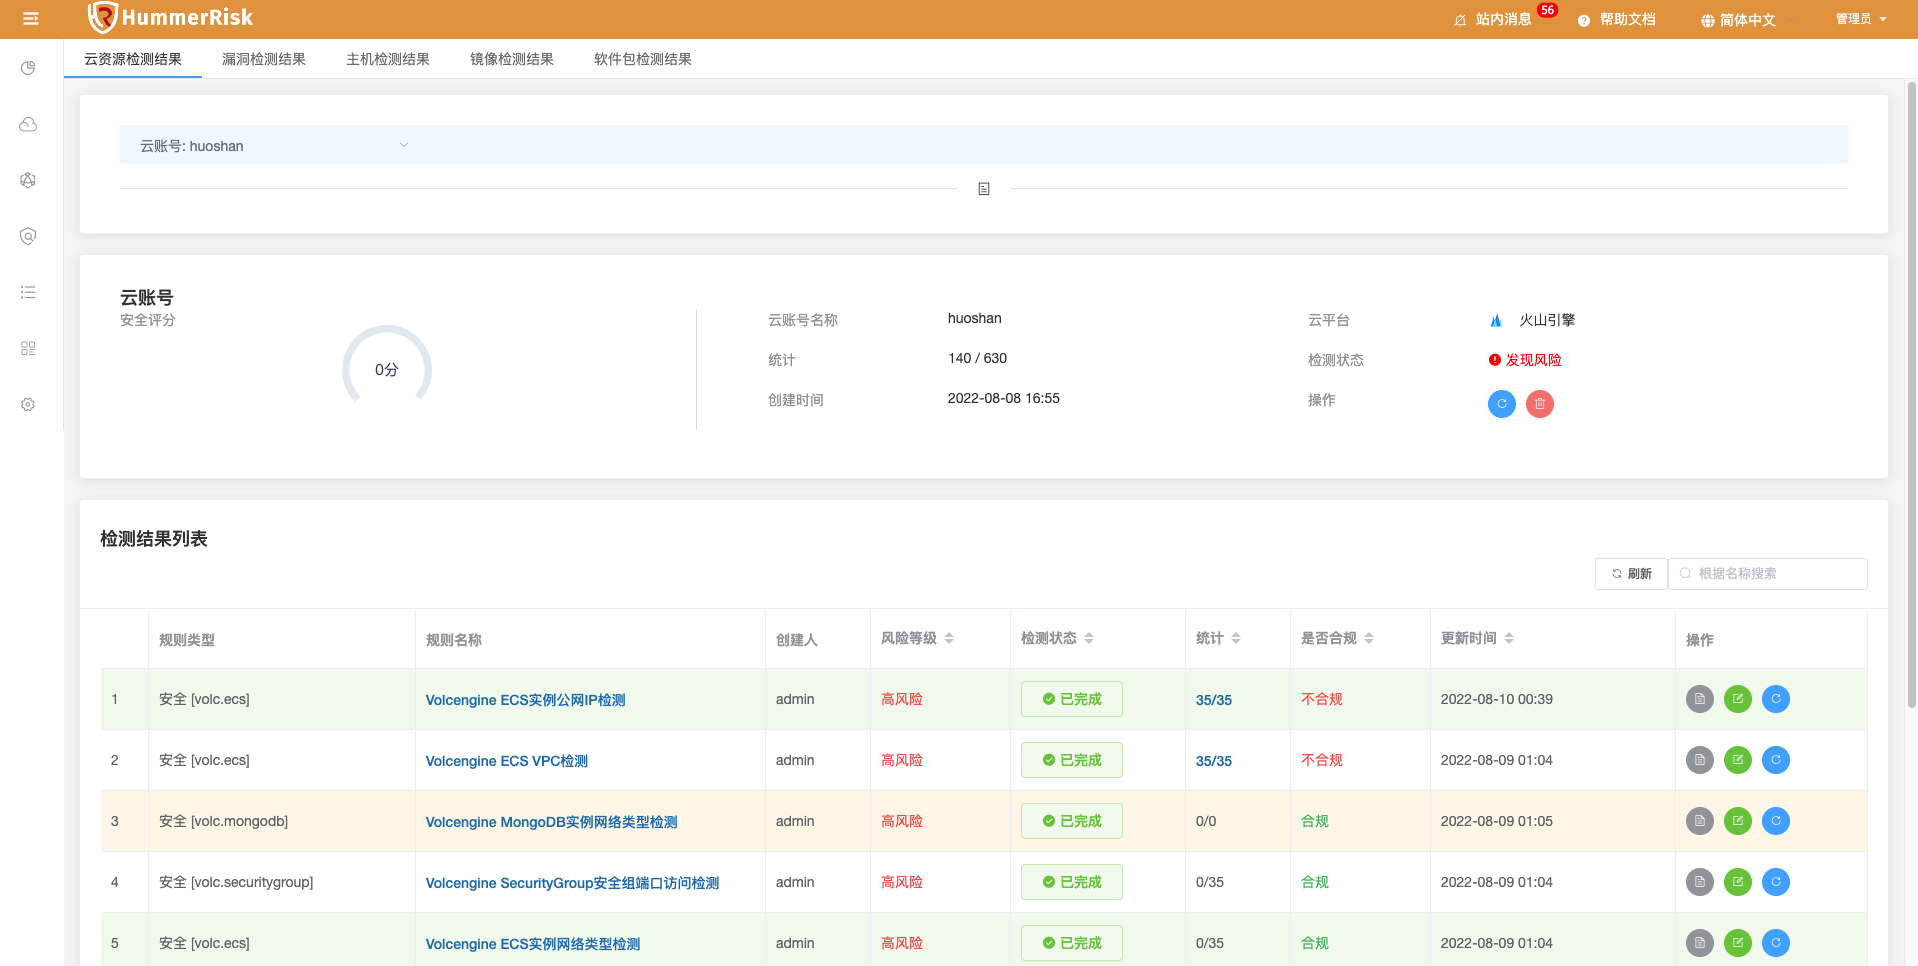 HummerRisk
站内消息 56
帮助文档
简体中文
管理员
云资源检测结果 漏洞检测结果 主机检测结果 镜像检测结果 软件包检测结果
云账号: huoshan
云账号
安全评分
0分
云账号名称 huoshan 云平台 火山引擎
统计 140 / 630 检测状态 发现风险
创建时间 2022-08-08 16:55 操作
检测结果列表
刷新 根据名称搜索
规则类型 规则名称 创建人 风险等级 检测状态 统计 是否合规 更新时间 操作
1 安全 [volc.ecs] Volcengine ECS实例公网IP检测 admin 高风险 已完成 35/35 不合规 2022-08-10 00:39
2 安全 [volc.ecs] Volcengine ECS VPC检测 admin 高风险 已完成 35/35 不合规 2022-08-09 01:04
3 安全 [volc.mongodb] Volcengine MongoDB实例网络类型检测 admin 高风险 已完成 0/0 合规 2022-08-09 01:05
4 安全 [volc.securitygroup] Volcengine SecurityGroup安全组端口访问检测 admin 高风险 已完成 0/35 合规 2022-08-09 01:04
5 安全 [volc.ecs] Volcengine ECS实例网络类型检测 admin 高风险 已完成 0/35 合规 2022-08-09 01:04